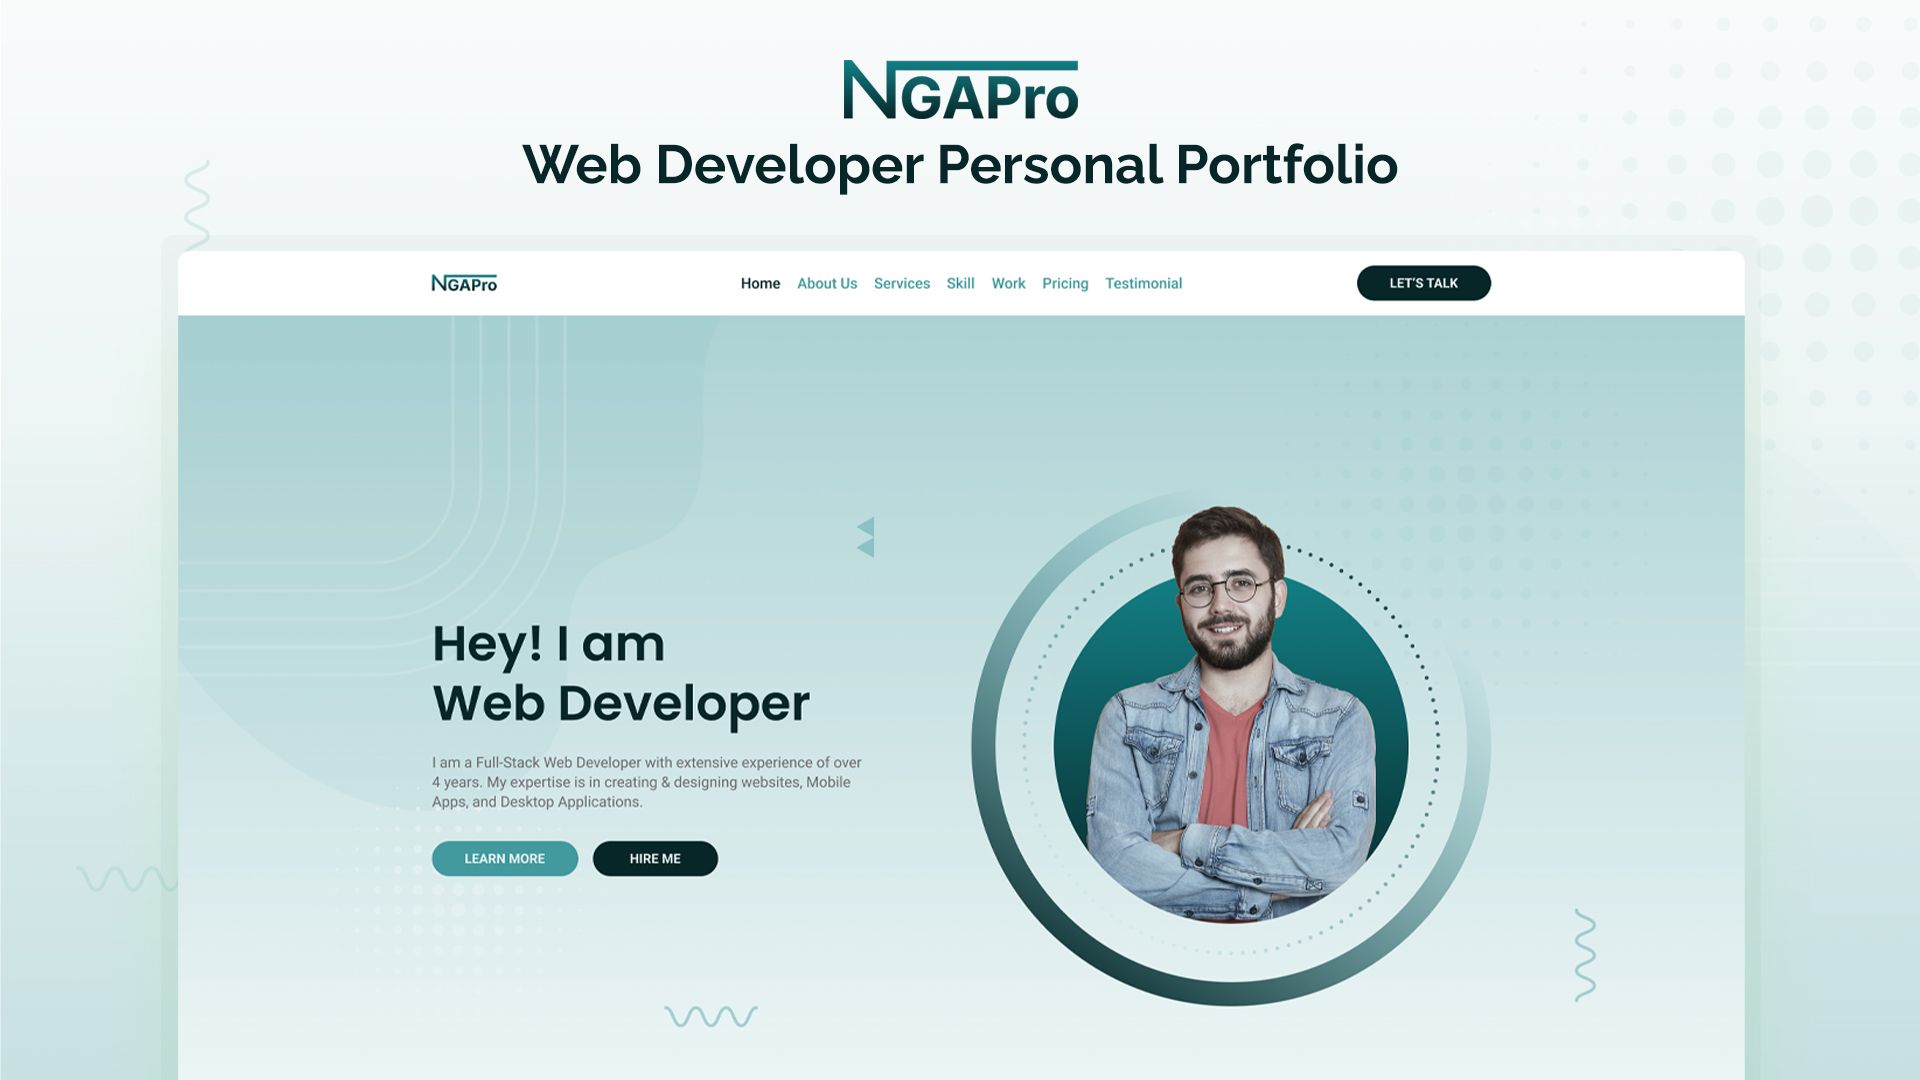 NGAPro
Web Developer Personal Portfolio
NGAPro
Home About Us Services Skill Work Pricing Testimonial
LET'S TALK
Hey! I am
Web Developer
I am a Full-Stack Web Developer with extensive experience of over
4 years. My expertise is in creating & designing websites, Mobile
Apps, and Desktop Applications.
LEARN MORE
HIRE ME